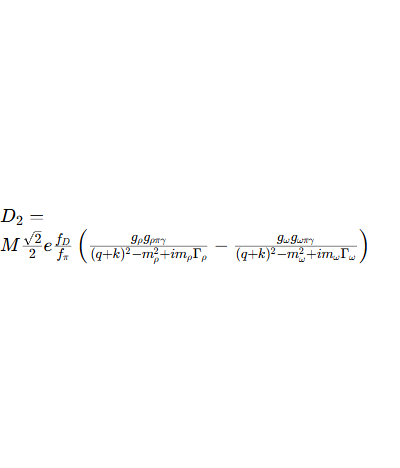 D_2 =
M \frac{\sqrt{2}}{2} e \frac{f_D}{f_\pi} \left( \frac{g_\rho g_{\rho\pi\gamma}}{(q+k)^2 - m_\rho^2 + i m_\rho \Gamma_\rho} - \frac{g_\omega g_{\omega\pi\gamma}}{(q+k)^2 - m_\omega^2 + i m_\omega \Gamma_\omega} \right)